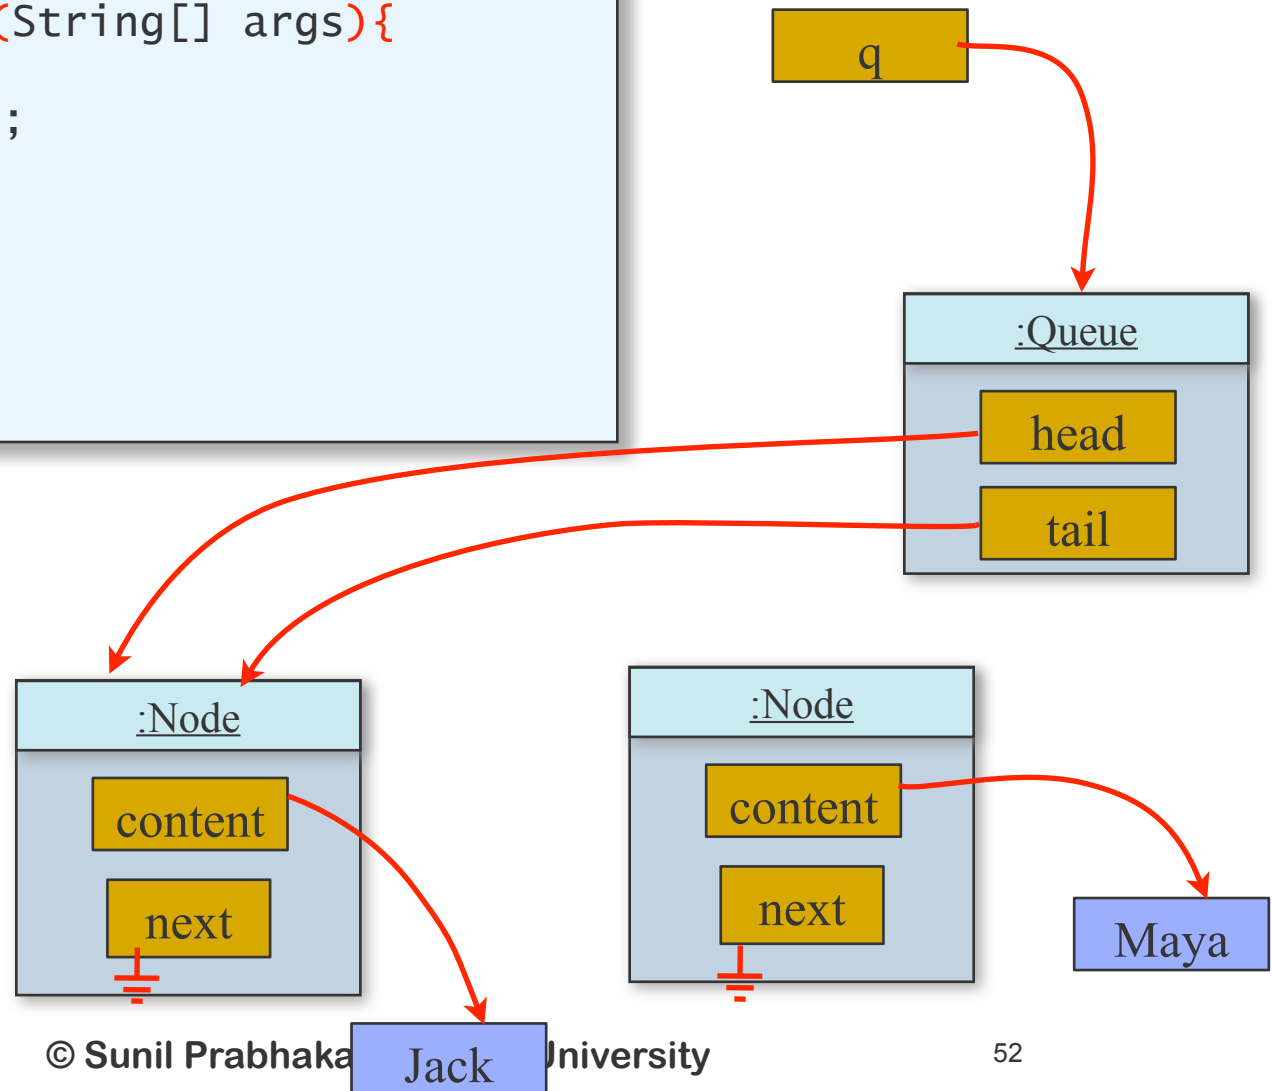 (String[] args){
;
q
:Queue
head
tail
:Node
content
next
:Node
content
next
Maya
Jack
© Sunil Prabhaka
University
52